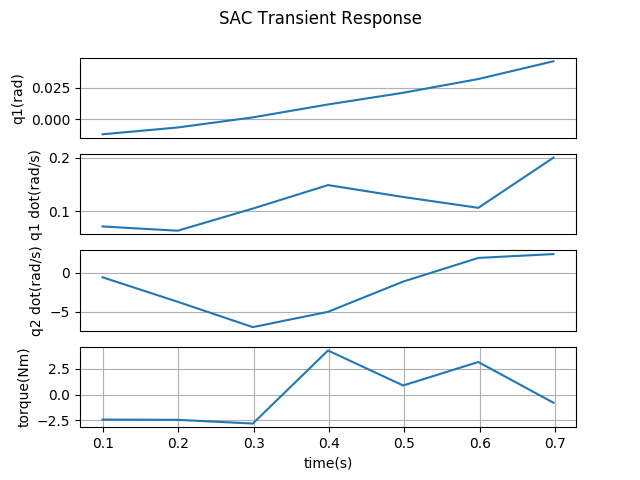 SAC Transient Response
q1(rad)
0.025
0.000
q1 dot(rad/s)
0.2
0.1
q2 dot(rad/s)
0
−5
torque(Nm)
2.5
0.0
−2.5
0.1 0.2 0.3 0.4 0.5 0.6 0.7
time(s)